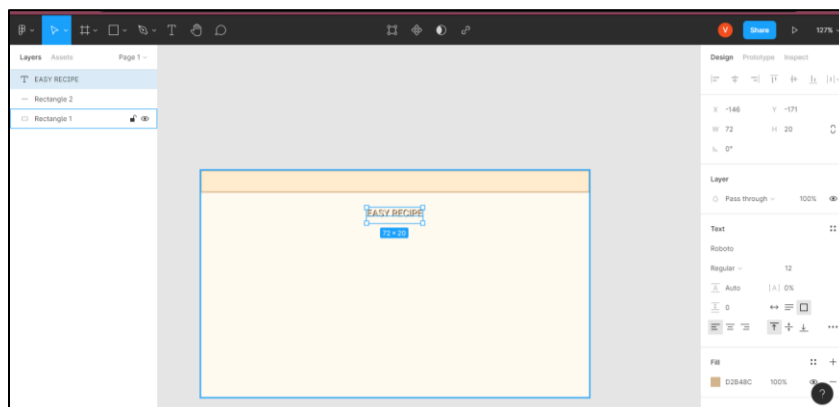 V Share 127%
Layers Assets Page 1
Design Prototype Inspect
EASY RECIPE
Rectangle 2
Rectangle 1
X -146 Y -171
W 72 H 20
0°
Layer
Pass through 100%
EASY RECIPE
72 × 20
Text
Roboto
Regular 12
A Auto |A| 0%
0
Fill
D2B48C 100%
?